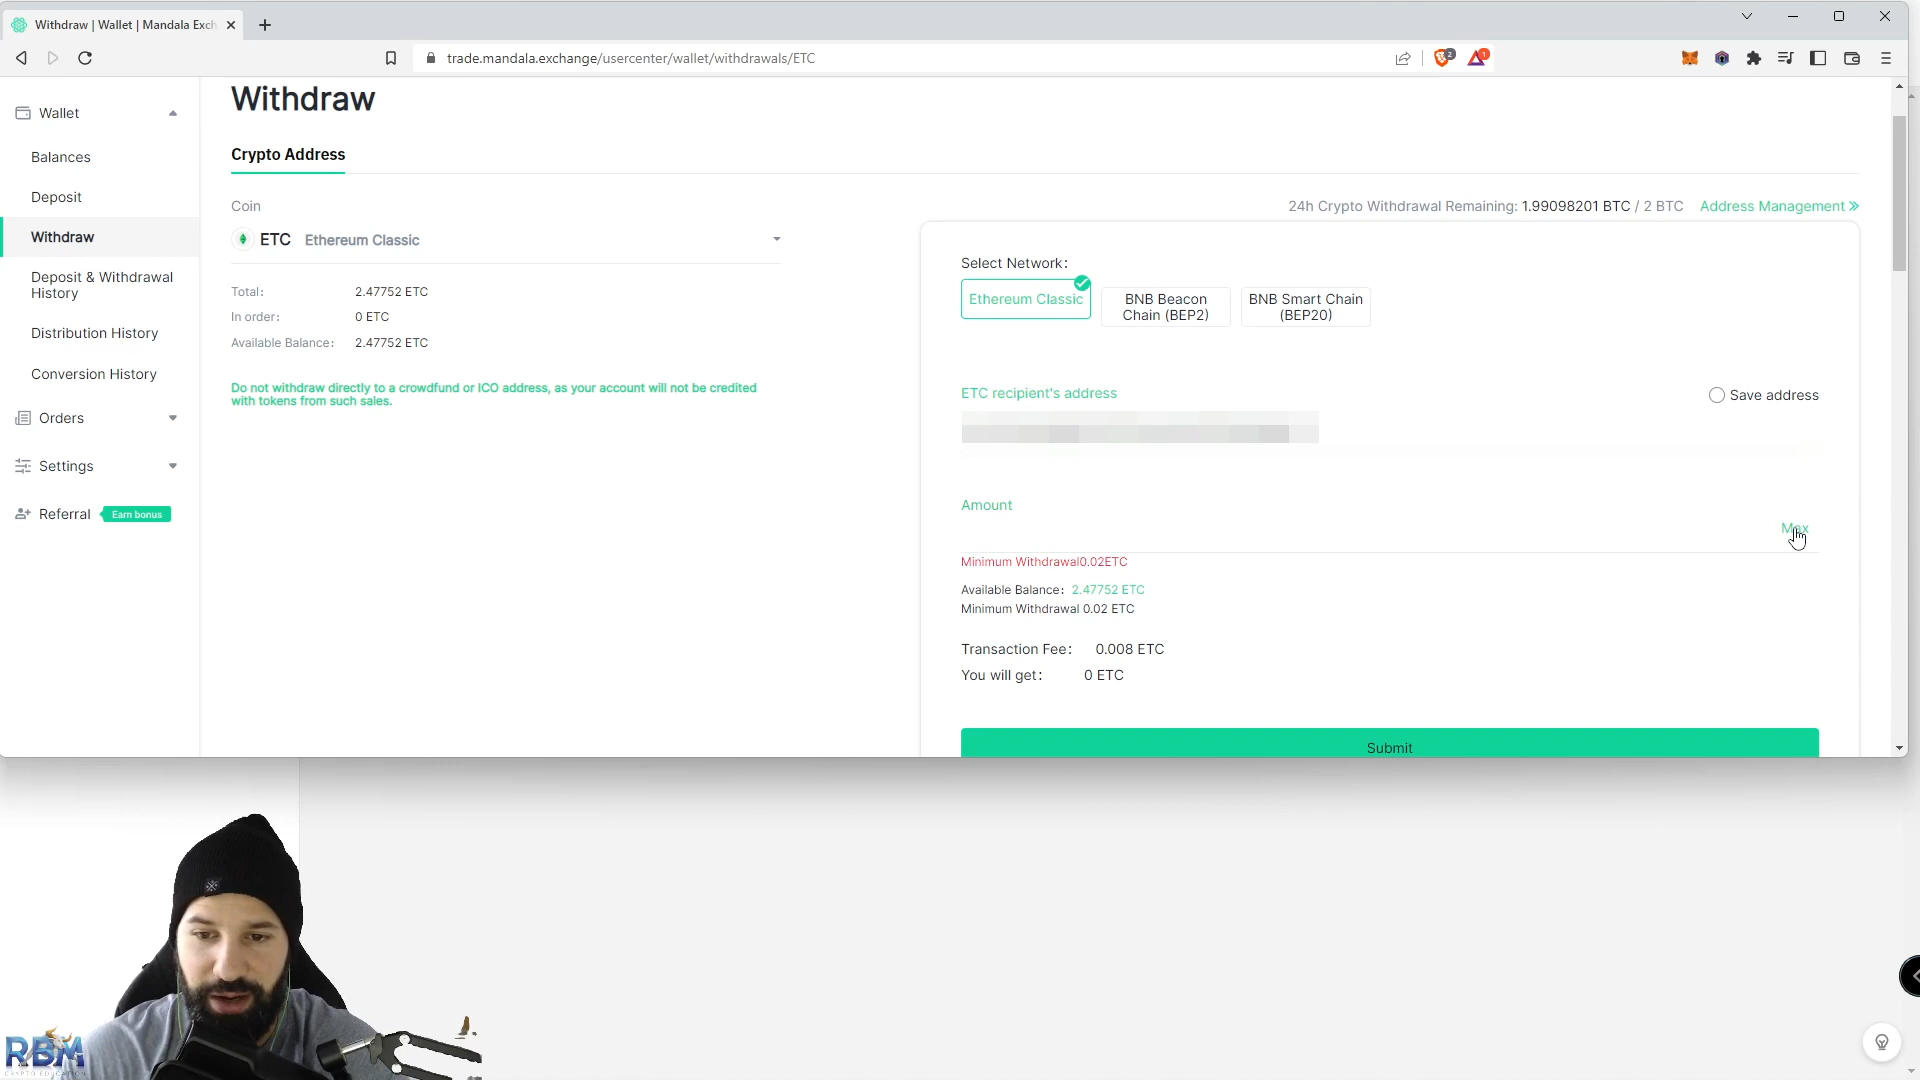 Withdraw | Wallet | Mandala Exch
trade.mandala.exchange/usercenter/wallet/withdrawals/ETC
2
1
Wallet
Balances
Deposit
Withdraw
Deposit & Withdrawal
History
Distribution History
Conversion History
Orders
Settings
Referral Earn bonus
Withdraw
Crypto Address
Coin
ETC Ethereum Classic
Total: 2.47752 ETC
In order: 0 ETC
Available Balance: 2.47752 ETC
Do not withdraw directly to a crowdfund or ICO address, as your account will not be credited
with tokens from such sales.
24h Crypto Withdrawal Remaining: 1.99098201 BTC / 2 BTC Address Management
Select Network:
Ethereum Classic
BNB Beacon
Chain (BEP2)
BNB Smart Chain
(BEP20)
ETC recipient's address
Save address
Amount
Max
Minimum Withdrawal0.02ETC
Available Balance: 2.47752 ETC
Minimum Withdrawal 0.02 ETC
Transaction Fee: 0.008 ETC
You will get: 0 ETC
Submit
RBM
CRYPTO EDUCATION